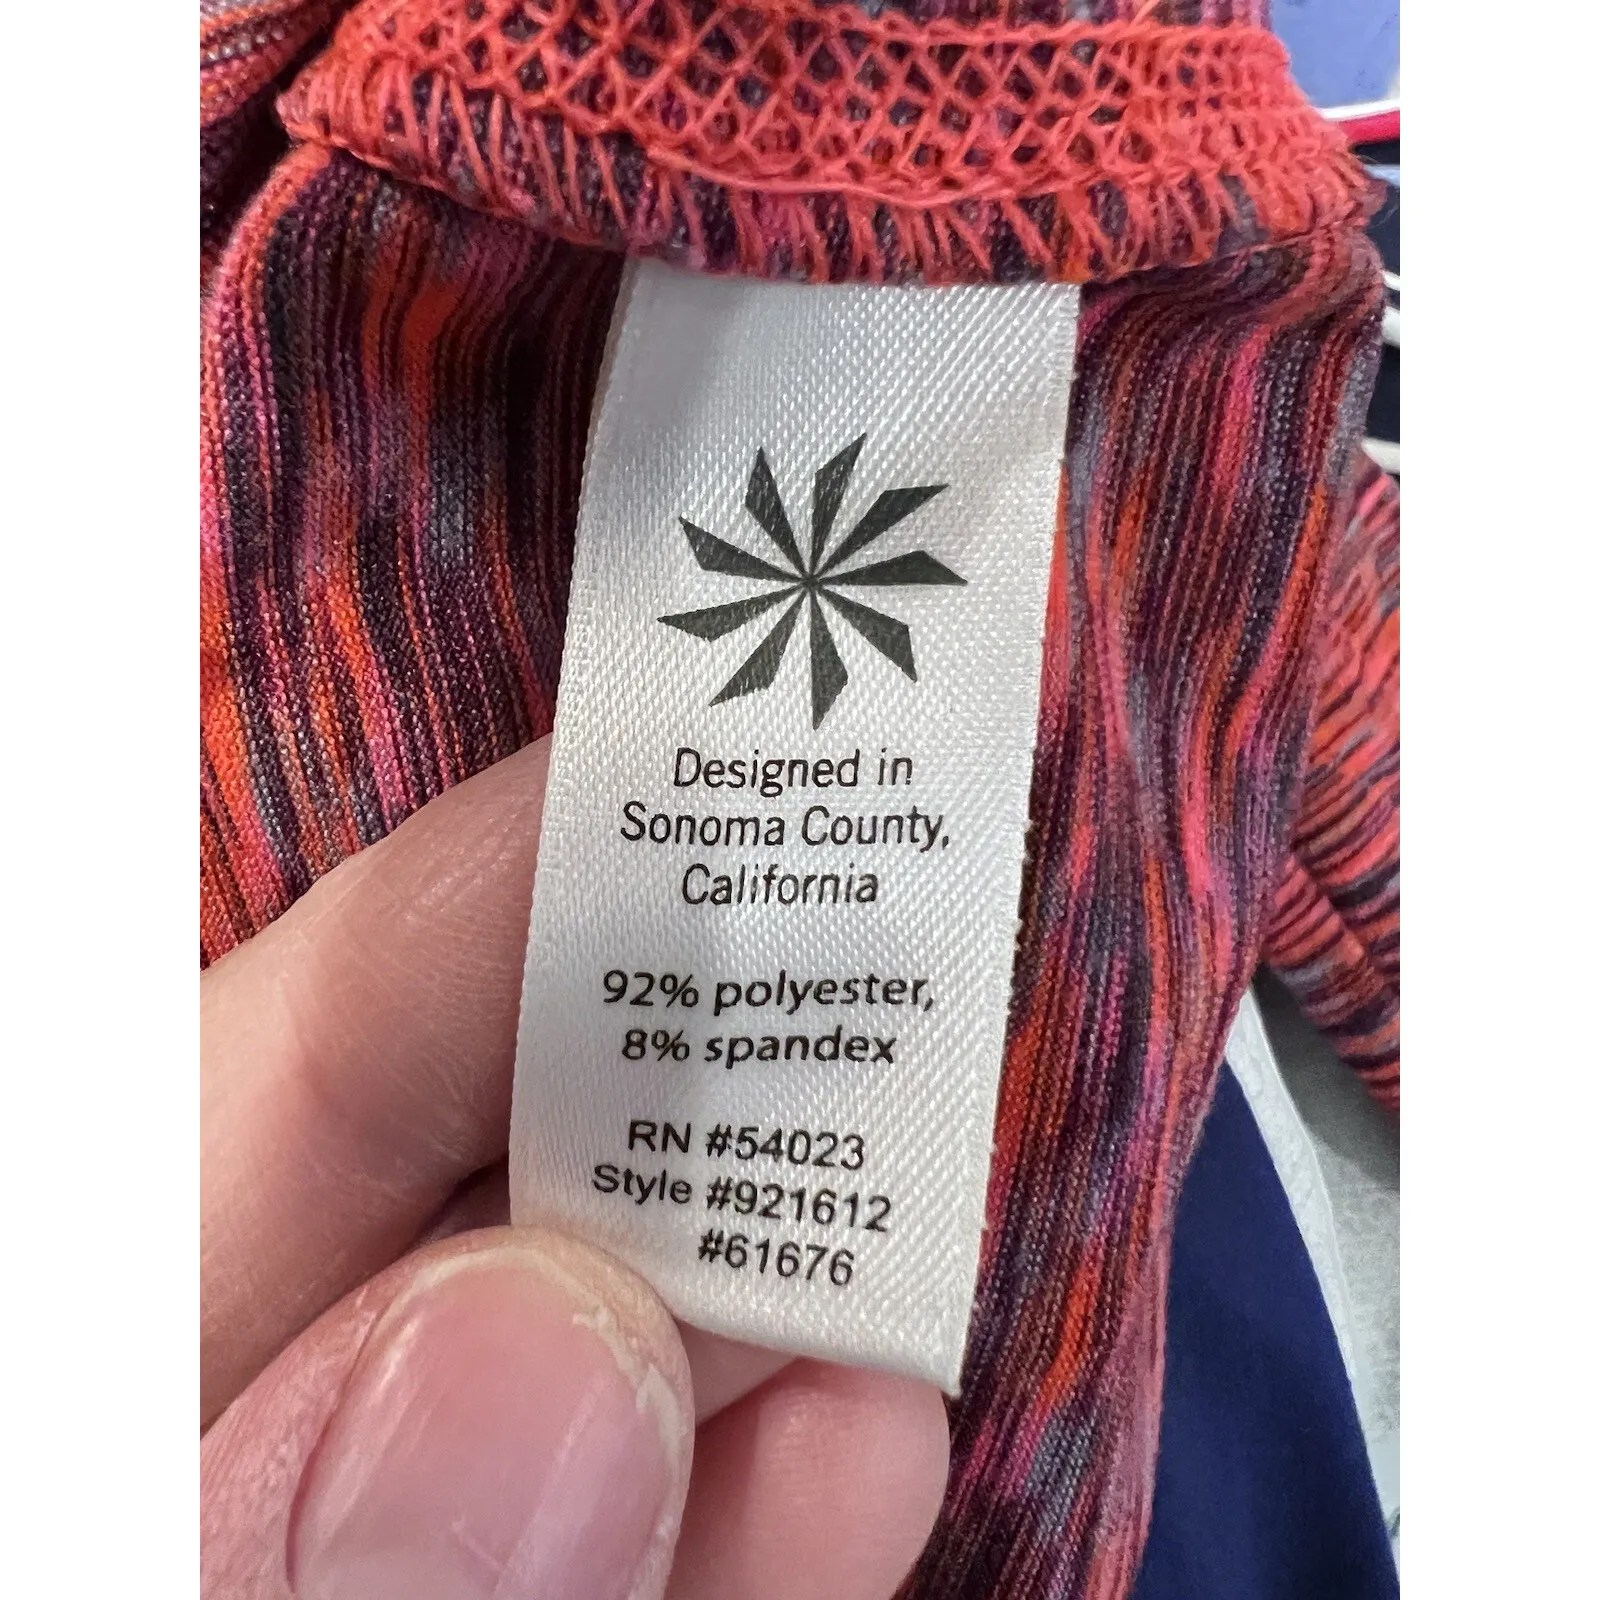 Designed in
Sonoma County,
California
92% polyester,
8% spandex
RN #54023
Style #921612
#61676